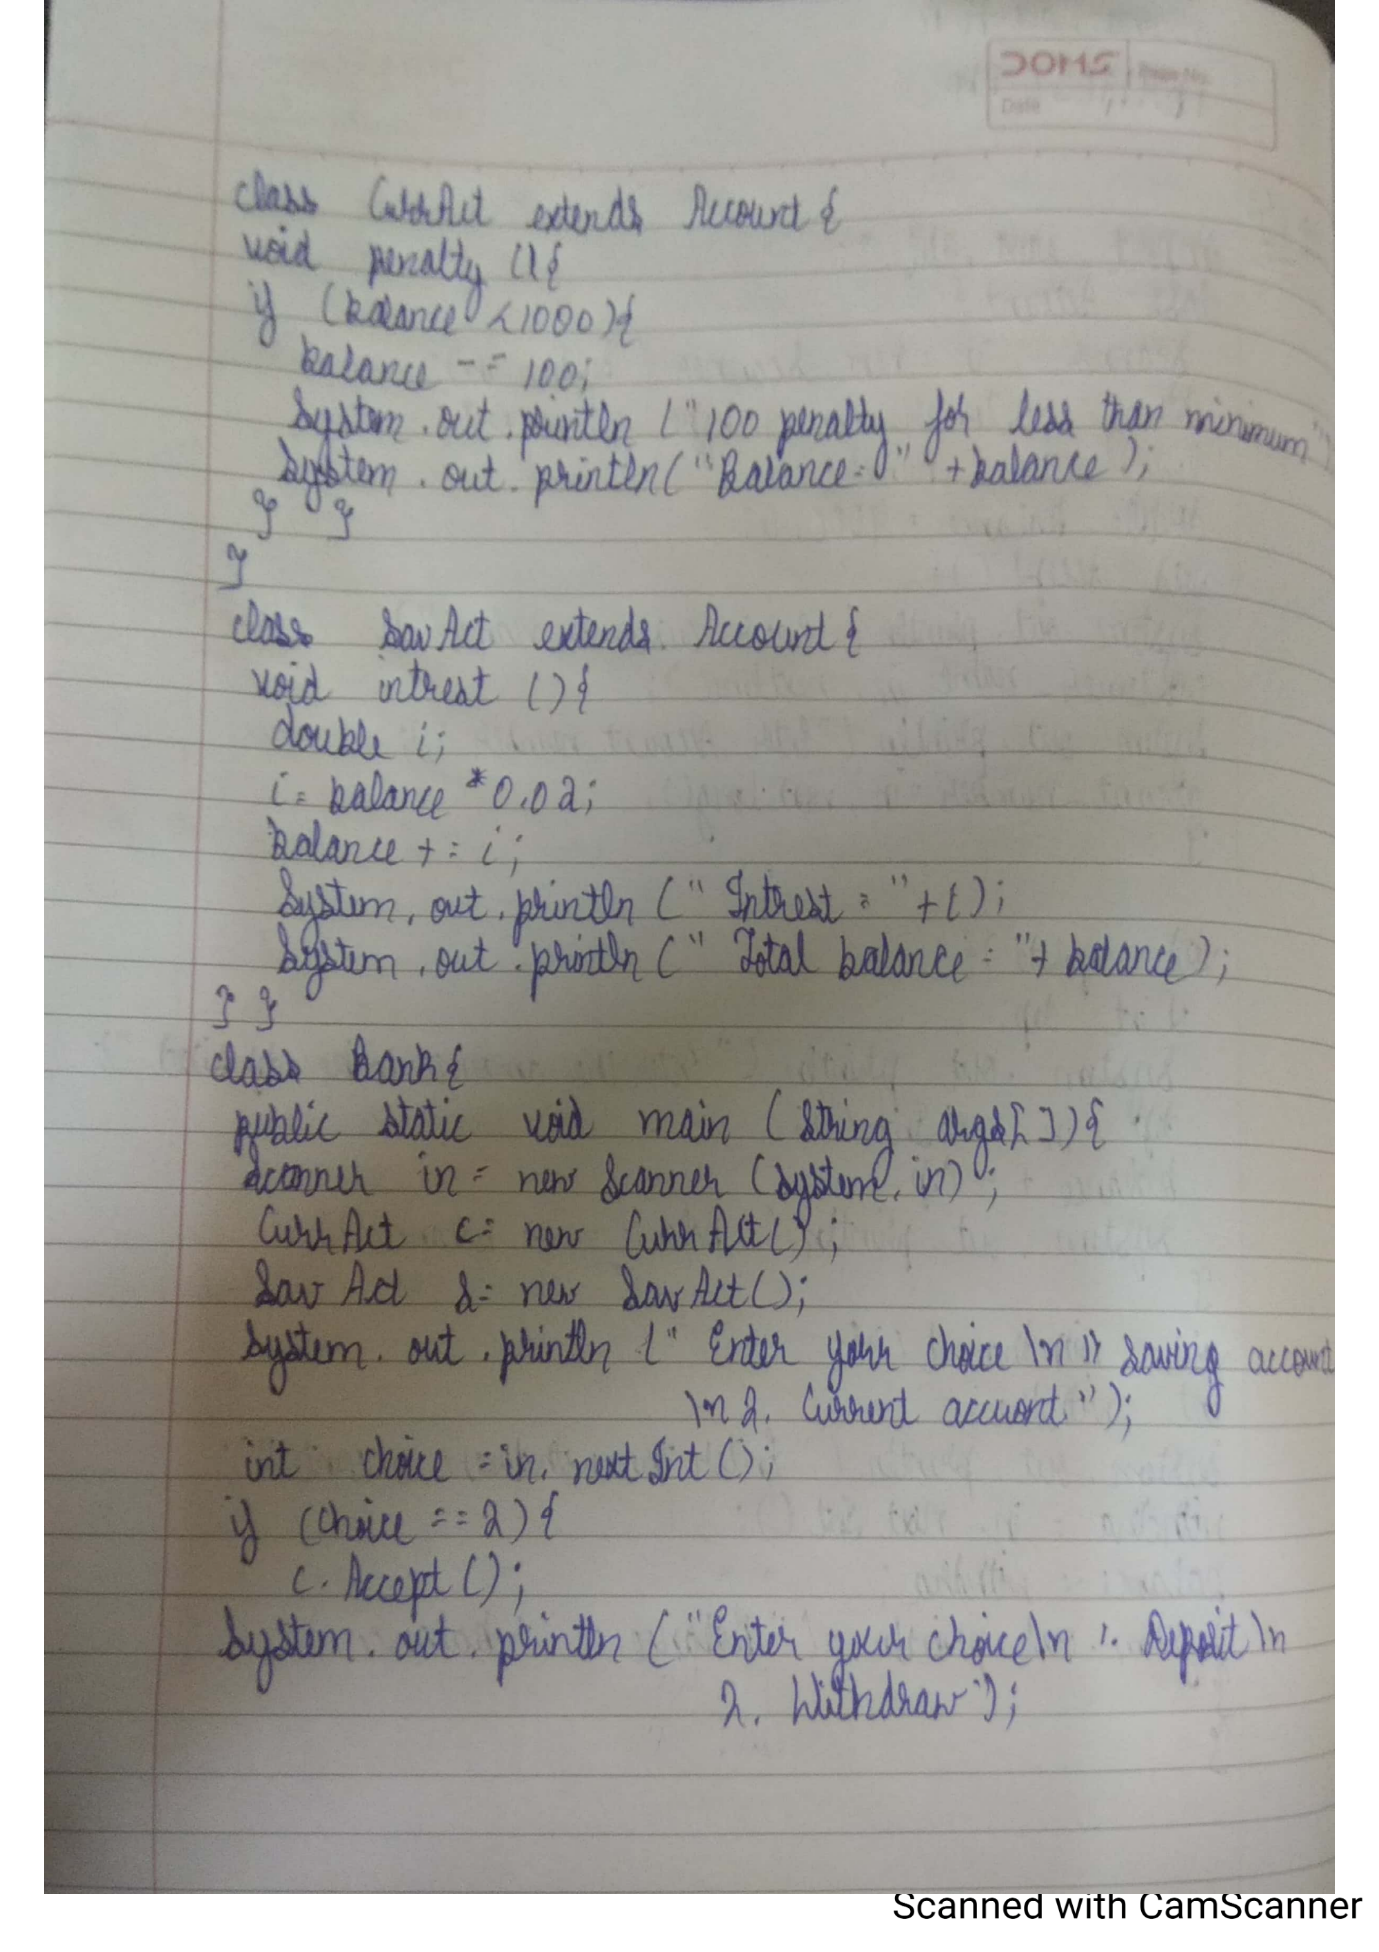 DOMS Page No.
Date
class CurrAct extends Account {
void penalty () {
if (balance < 1000) {
balance -= 100;
System.out.println ("100 penalty for less than minimum"
System.out.println("Balance=" + balance);
} }
}
class SavAct extends Account {
void intrest () {
double i;
i = balance * 0.02;
balance += i;
System.out.println (" Intrest = " + i);
System.out.println (" Total balance = " + balance);
} }
class Bank {
public static void main (String args[]) {
Scanner in = new Scanner (System.in);
CurrAct c = new CurrAct();
SavAct s = new SavAct();
System.out.println (" Enter your choice \n 1) Saving account
\n 2. Current accuont ");
int choice = in.nextInt();
if (choice == 2) {
c.Accept();
System.out.println ("Enter your choice \n 1. Deposit \n
2. Withdraw");
Scanned with CamScanner